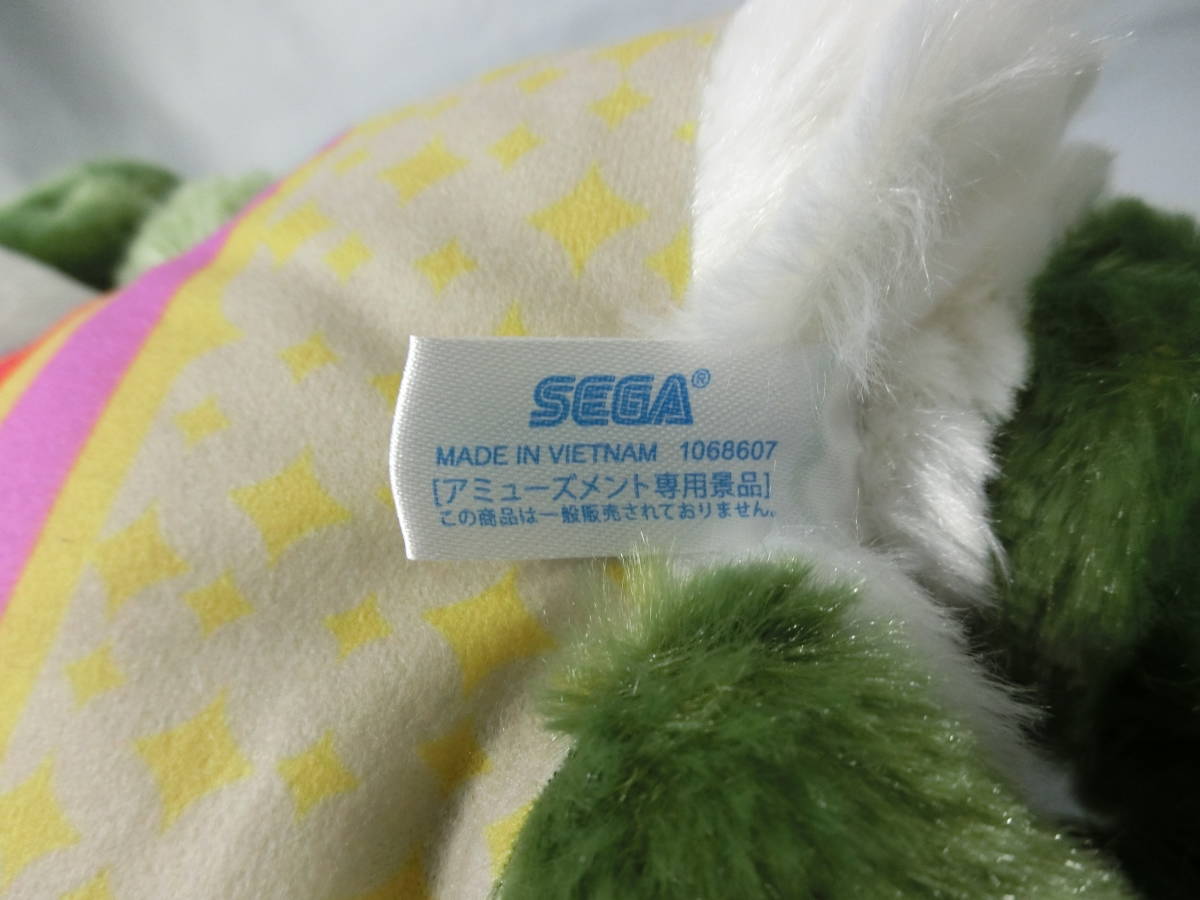 SEGA®
MADE IN VIETNAM 1068607
[アミューズメント専用景品]
この商品は一般販売されておりません。